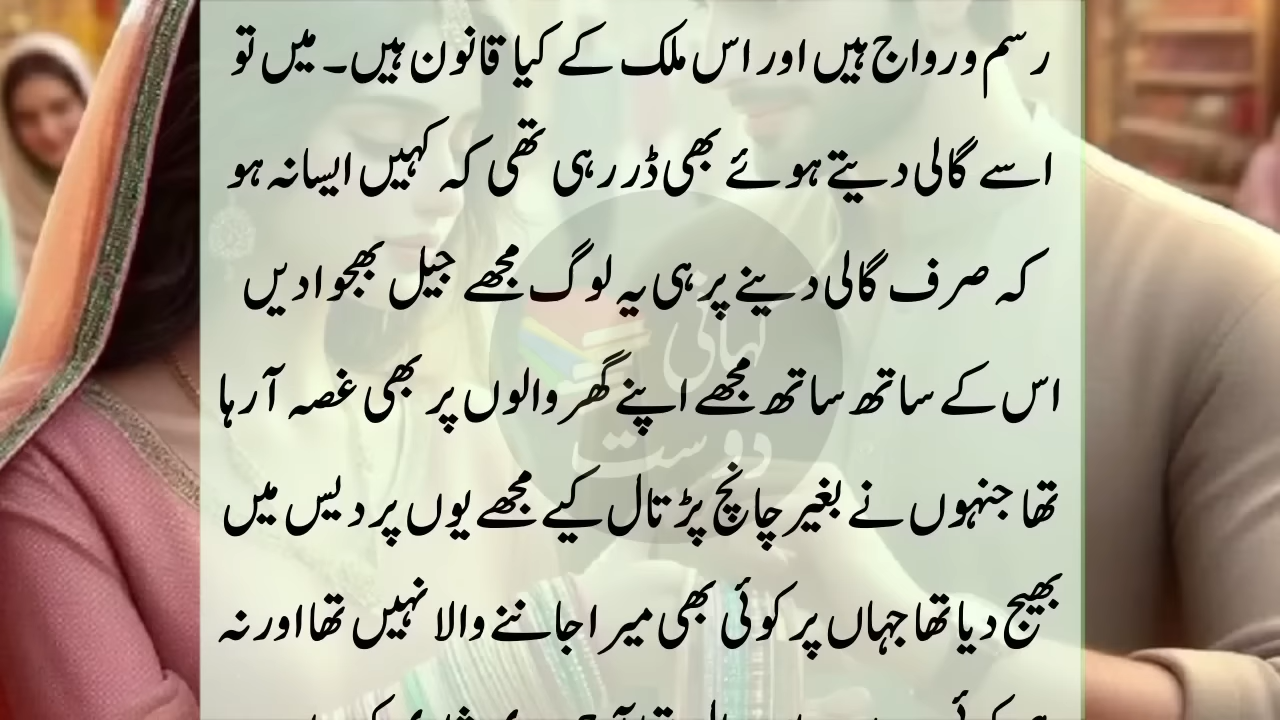 رسم و رواج ہیں اور اس ملک کے کیا قانون ہیں۔ میں تو
اسے گالی دیتے ہوئے بھی ڈر رہی تھی کہ کہیں ایسا نہ ہو
کہ صرف گالی دینے پر ہی یہ لوگ مجھے جیل بھجوا دیں
اس کے ساتھ ساتھ مجھے اپنے گھر والوں پر بھی غصہ آ رہا
تھا جنہوں نے بغیر چانچ پڑتال کیے مجھے یوں پردیس میں
بھیج دیا تھا جہاں پر کوئی بھی میرا جاننے والا نہیں تھا اور نہ
کہانی
دوست